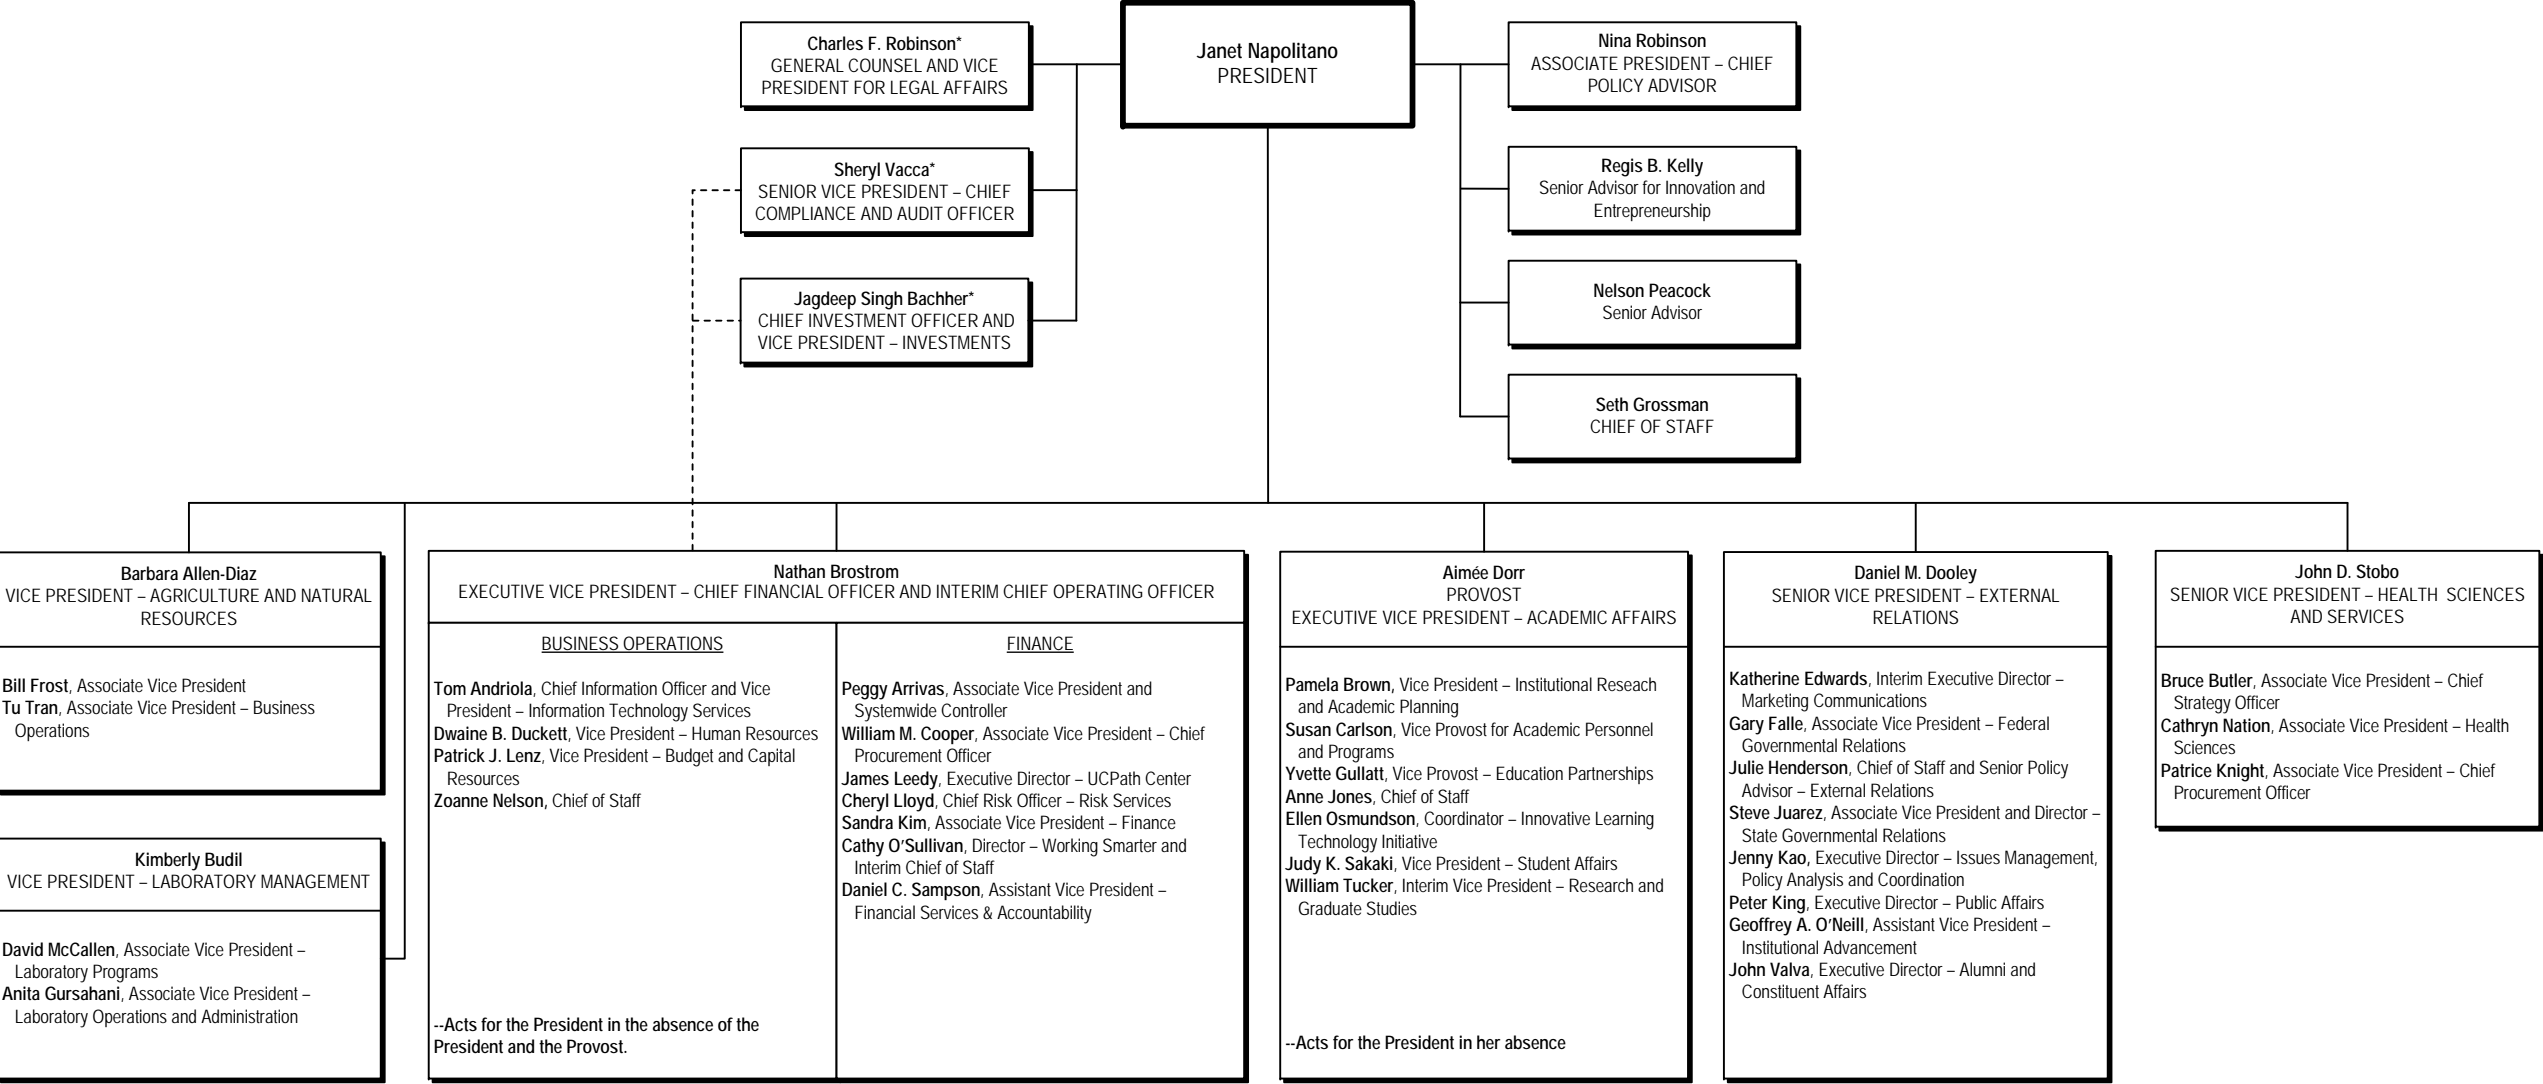 Charles F. Robinson*
GENERAL COUNSEL AND VICE
PRESIDENT FOR LEGAL AFFAIRS
Janet Napolitano
PRESIDENT
Nina Robinson
ASSOCIATE PRESIDENT – CHIEF
POLICY ADVISOR
Sheryl Vacca*
SENIOR VICE PRESIDENT – CHIEF
COMPLIANCE AND AUDIT OFFICER
Regis B. Kelly
Senior Advisor for Innovation and
Entrepreneurship
Jagdeep Singh Bachher*
CHIEF INVESTMENT OFFICER AND
VICE PRESIDENT – INVESTMENTS
Nelson Peacock
Senior Advisor
Seth Grossman
CHIEF OF STAFF
Barbara Allen-Diaz
VICE PRESIDENT – AGRICULTURE AND NATURAL
RESOURCES
Bill Frost, Associate Vice President
Tu Tran, Associate Vice President – Business
Operations
Kimberly Budil
VICE PRESIDENT – LABORATORY MANAGEMENT
David McCallen, Associate Vice President –
Laboratory Programs
Anita Gursahani, Associate Vice President –
Laboratory Operations and Administration
Nathan Brostrom
EXECUTIVE VICE PRESIDENT – CHIEF FINANCIAL OFFICER AND INTERIM CHIEF OPERATING OFFICER
BUSINESS OPERATIONS
Tom Andriola, Chief Information Officer and Vice
President – Information Technology Services
Dwaine B. Duckett, Vice President – Human Resources
Patrick J. Lenz, Vice President – Budget and Capital
Resources
Zoanne Nelson, Chief of Staff
--Acts for the President in the absence of the
President and the Provost.
FINANCE
Peggy Arrivas, Associate Vice President and
Systemwide Controller
William M. Cooper, Associate Vice President – Chief
Procurement Officer
James Leedy, Executive Director – UCPath Center
Cheryl Lloyd, Chief Risk Officer – Risk Services
Sandra Kim, Associate Vice President – Finance
Cathy O'Sullivan, Director – Working Smarter and
Interim Chief of Staff
Daniel C. Sampson, Assistant Vice President –
Financial Services & Accountability
Aimée Dorr
PROVOST
EXECUTIVE VICE PRESIDENT – ACADEMIC AFFAIRS
Pamela Brown, Vice President – Institutional Reseach
and Academic Planning
Susan Carlson, Vice Provost for Academic Personnel
and Programs
Yvette Gullatt, Vice Provost – Education Partnerships
Anne Jones, Chief of Staff
Ellen Osmundson, Coordinator – Innovative Learning
Technology Initiative
Judy K. Sakaki, Vice President – Student Affairs
William Tucker, Interim Vice President – Research and
Graduate Studies
--Acts for the President in her absence
Daniel M. Dooley
SENIOR VICE PRESIDENT – EXTERNAL
RELATIONS
Katherine Edwards, Interim Executive Director –
Marketing Communications
Gary Falle, Associate Vice President – Federal
Governmental Relations
Julie Henderson, Chief of Staff and Senior Policy
Advisor – External Relations
Steve Juarez, Associate Vice President and Director –
State Governmental Relations
Jenny Kao, Executive Director – Issues Management,
Policy Analysis and Coordination
Peter King, Executive Director – Public Affairs
Geoffrey A. O'Neill, Assistant Vice President –
Institutional Advancement
John Valva, Executive Director – Alumni and
Constituent Affairs
John D. Stobo
SENIOR VICE PRESIDENT – HEALTH SCIENCES
AND SERVICES
Bruce Butler, Associate Vice President – Chief
Strategy Officer
Cathryn Nation, Associate Vice President – Health
Sciences
Patrice Knight, Associate Vice President – Chief
Procurement Officer